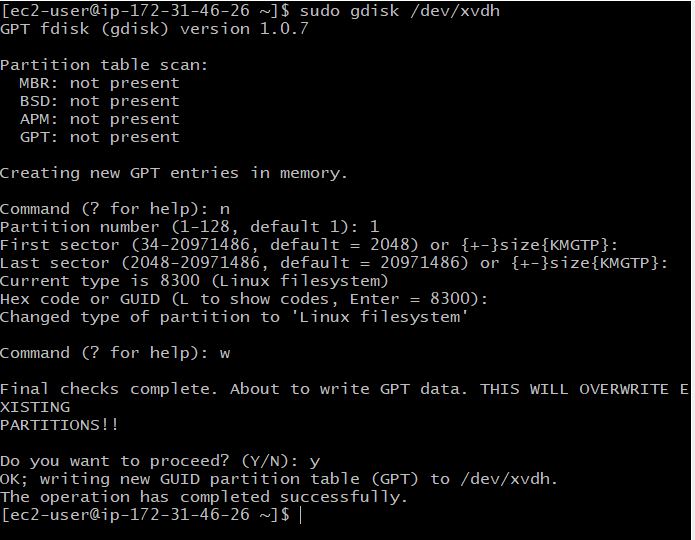 [ec2-user@ip-172-31-46-26 ~]$ sudo gdisk /dev/xvdh
GPT fdisk (gdisk) version 1.0.7
Partition table scan:
  MBR: not present
  BSD: not present
  APM: not present
  GPT: not present
Creating new GPT entries in memory.
Command (? for help): n
Partition number (1-128, default 1): 1
First sector (34-20971486, default = 2048) or {+-}size{KMGTP}:
Last sector (2048-20971486, default = 20971486) or {+-}size{KMGTP}:
Current type is 8300 (Linux filesystem)
Hex code or GUID (L to show codes, Enter = 8300):
Changed type of partition to 'Linux filesystem'
Command (? for help): w
Final checks complete. About to write GPT data. THIS WILL OVERWRITE E
XISTING
PARTITIONS!!
Do you want to proceed? (Y/N): y
OK; writing new GUID partition table (GPT) to /dev/xvdh.
The operation has completed successfully.
[ec2-user@ip-172-31-46-26 ~]$